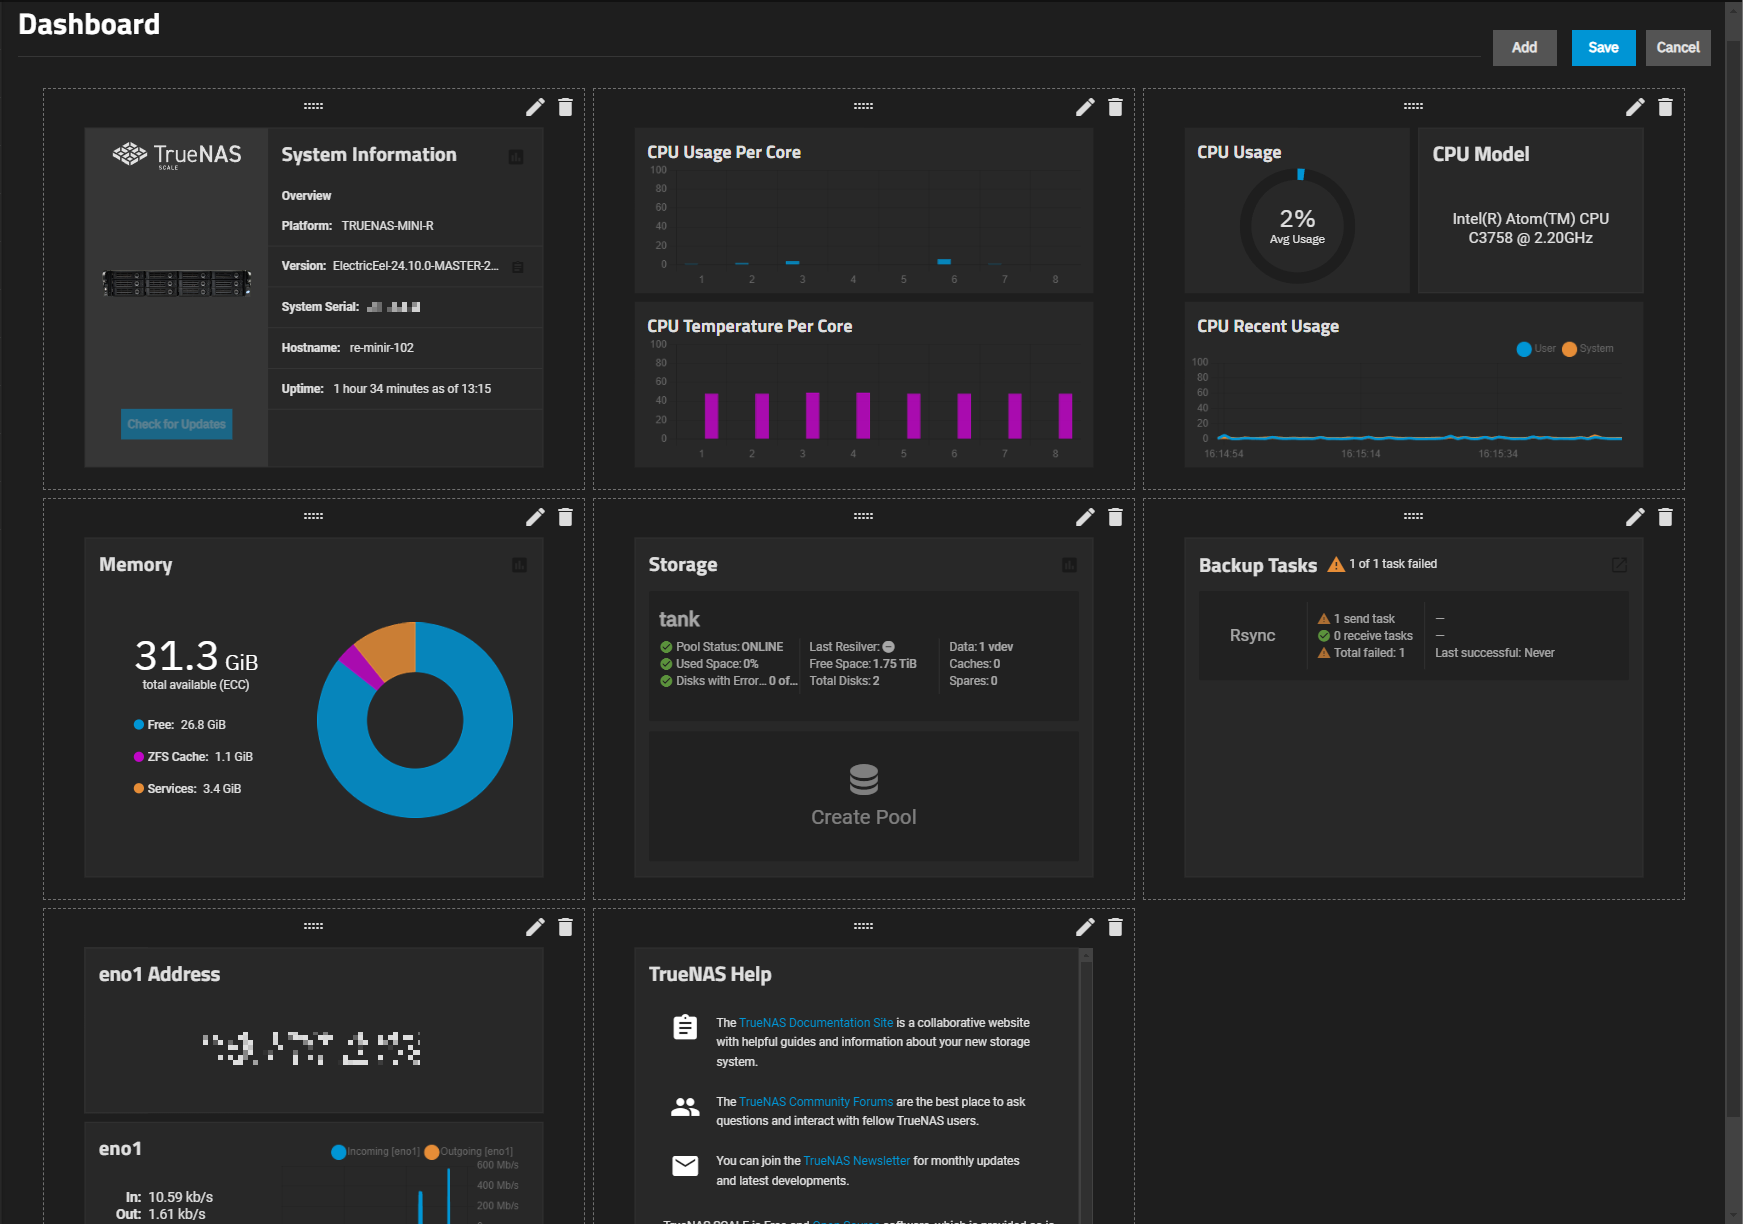 Dashboard
Add
Save
Cancel
TrueNAS
SCALE
System Information
Overview
Platform: TRUENAS-MINI-R
Version: ElectricEel-24.10.0-MASTER-2...
System Serial:
Hostname: re-minir-102
Uptime: 1 hour 34 minutes as of 13:15
Check for Updates
CPU Usage Per Core
100
80
60
40
20
0
1 2 3 4 5 6 7 8
CPU Temperature Per Core
100
80
60
40
20
0
1 2 3 4 5 6 7 8
CPU Usage
2%
Avg Usage
CPU Model
Intel(R) Atom(TM) CPU
C3758 @ 2.20GHz
CPU Recent Usage
User System
100
80
60
40
20
0
16:14:54 16:15:14 16:15:34
Memory
31.3 GiB
total available (ECC)
Free: 26.8 GiB
ZFS Cache: 1.1 GiB
Services: 3.4 GiB
Storage
tank
Pool Status: ONLINE
Used Space: 0%
Disks with Error... 0 of...
Last Resilver:
Free Space: 1.75 TiB
Total Disks: 2
Data: 1 vdev
Caches: 0
Spares: 0
Create Pool
Backup Tasks 1 of 1 task failed
Rsync
1 send task
0 receive tasks
Total failed: 1
—
—
Last successful: Never
eno1 Address
eno1
Incoming [eno1] Outgoing [eno1]
600 Mb/s
400 Mb/s
200 Mb/s
In: 10.59 kb/s
Out: 1.61 kb/s
TrueNAS Help
The TrueNAS Documentation Site is a collaborative website
with helpful guides and information about your new storage
system.
The TrueNAS Community Forums are the best place to ask
questions and interact with fellow TrueNAS users.
You can join the TrueNAS Newsletter for monthly updates
and latest developments.
TrueNAS SCALE is Free and Open Source software, which is provided as is